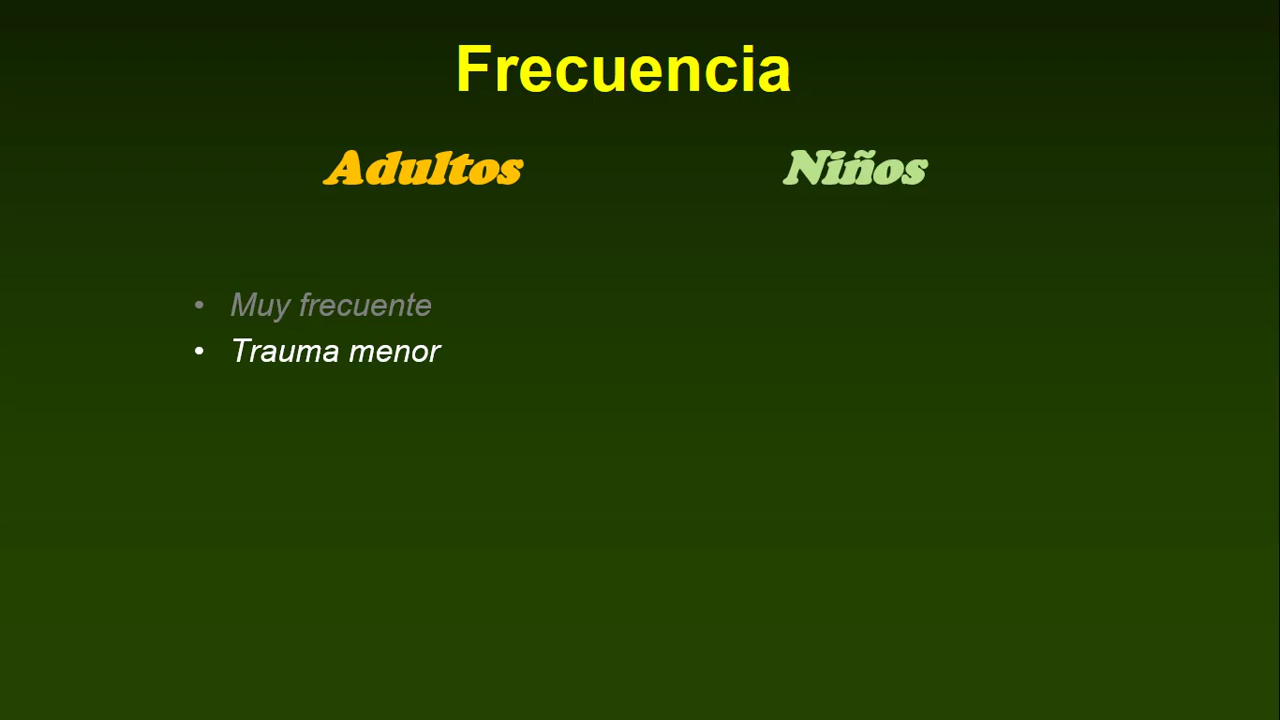 Frecuencia
Adultos
Niños
• Muy frecuente
• Trauma menor